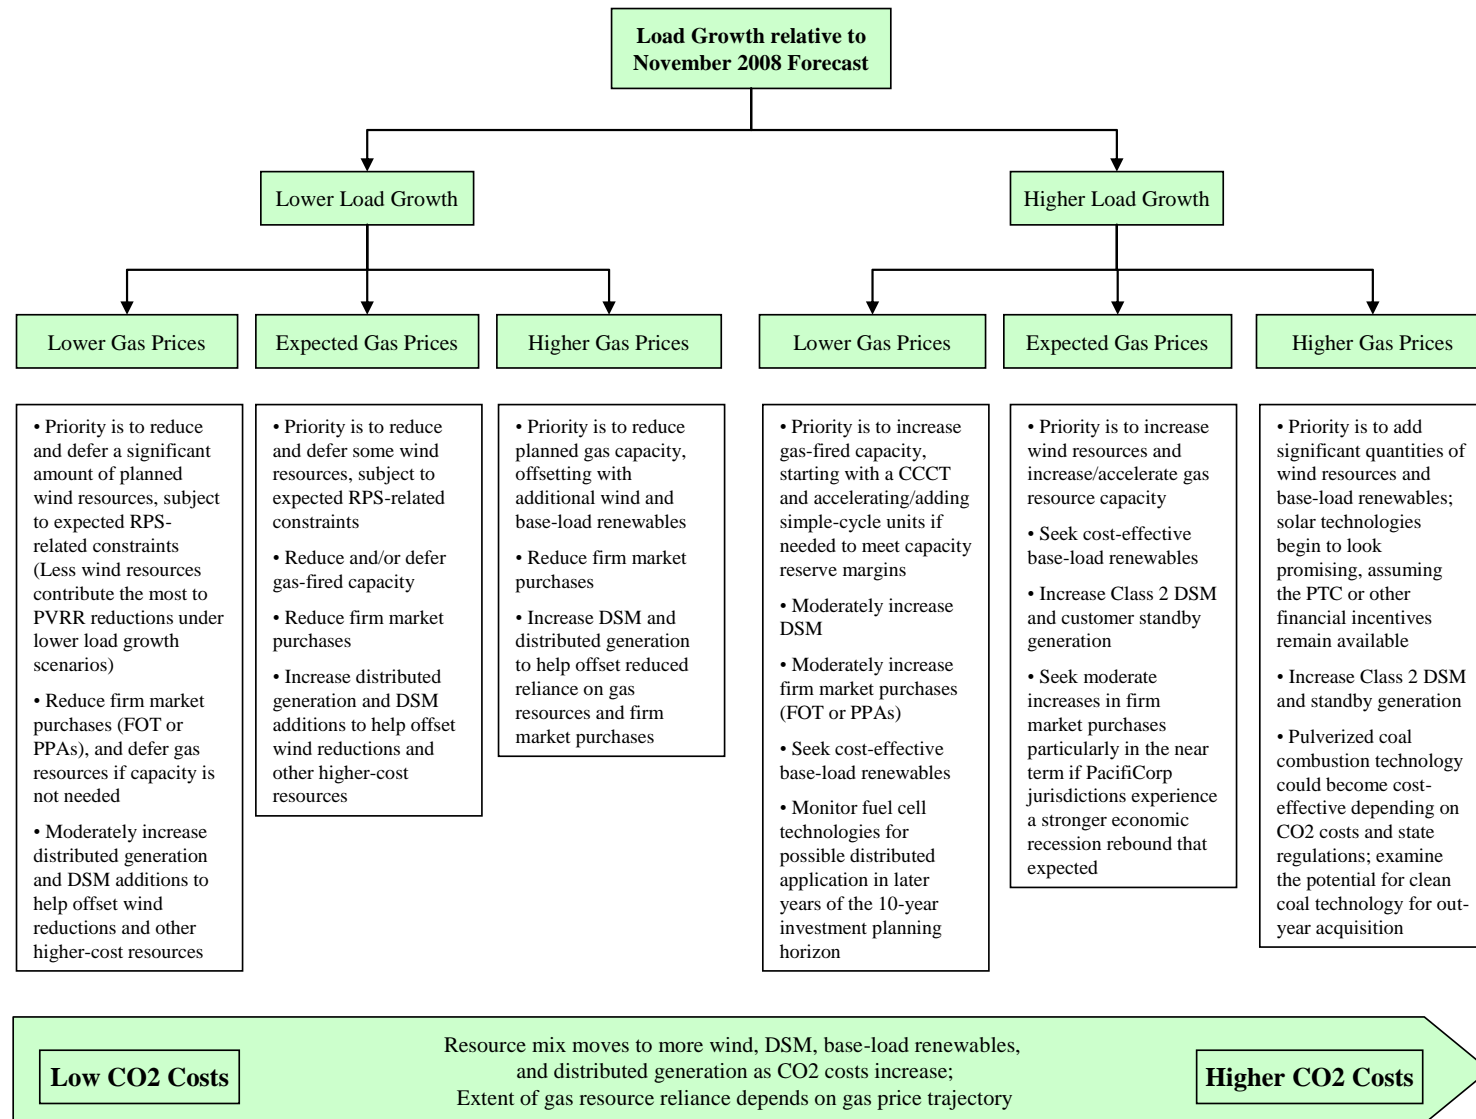 Load Growth relative to
November 2008 Forecast
Lower Load Growth
Higher Load Growth
Lower Gas Prices
Expected Gas Prices
Higher Gas Prices
Lower Gas Prices
Expected Gas Prices
Higher Gas Prices
• Priority is to reduce
and defer a significant
amount of planned
wind resources, subject
to expected RPS-
related constraints
(Less wind resources
contribute the most to
PVRR reductions under
lower load growth
scenarios)
• Reduce firm market
purchases (FOT or
PPAs), and defer gas
resources if capacity is
not needed
• Moderately increase
distributed generation
and DSM additions to
help offset wind
reductions and other
higher-cost resources
• Priority is to reduce
and defer some wind
resources, subject to
expected RPS-related
constraints
• Reduce and/or defer
gas-fired capacity
• Reduce firm market
purchases
• Increase distributed
generation and DSM
additions to help offset
wind reductions and
other higher-cost
resources
• Priority is to reduce
planned gas capacity,
offsetting with
additional wind and
base-load renewables
• Reduce firm market
purchases
• Increase DSM and
distributed generation
to help offset reduced
reliance on gas
resources and firm
market purchases
• Priority is to increase
gas-fired capacity,
starting with a CCCT
and accelerating/adding
simple-cycle units if
needed to meet capacity
reserve margins
• Moderately increase
DSM
• Moderately increase
firm market purchases
(FOT or PPAs)
• Seek cost-effective
base-load renewables
• Monitor fuel cell
technologies for
possible distributed
application in later
years of the 10-year
investment planning
horizon
• Priority is to increase
wind resources and
increase/accelerate gas
resource capacity
• Seek cost-effective
base-load renewables
• Increase Class 2 DSM
and customer standby
generation
• Seek moderate
increases in firm
market purchases
particularly in the near
term if PacifiCorp
jurisdictions experience
a stronger economic
recession rebound that
expected
• Priority is to add
significant quantities of
wind resources and
base-load renewables;
solar technologies
begin to look
promising, assuming
the PTC or other
financial incentives
remain available
• Increase Class 2 DSM
and standby generation
• Pulverized coal
combustion technology
could become cost-
effective depending on
CO2 costs and state
regulations; examine
the potential for clean
coal technology for out-
year acquisition
Low CO2 Costs
Resource mix moves to more wind, DSM, base-load renewables,
and distributed generation as CO2 costs increase;
Extent of gas resource reliance depends on gas price trajectory
Higher CO2 Costs